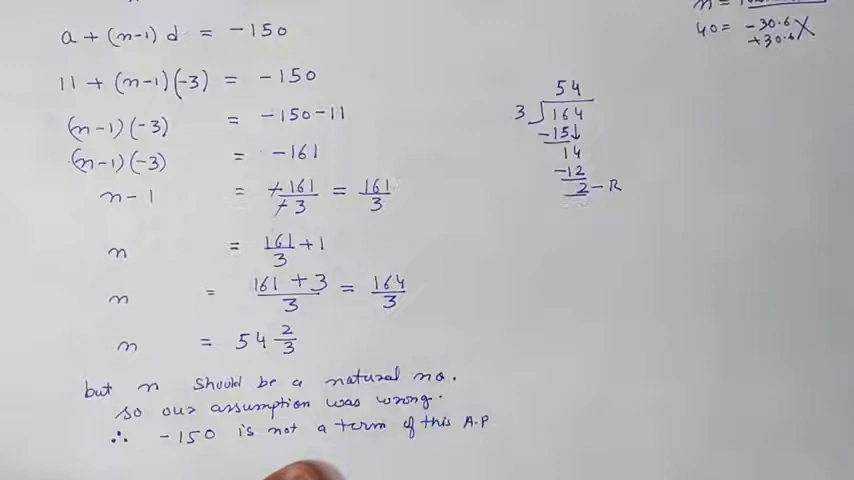 a + (n-1) d = -150
11 + (n-1)(-3) = -150
(n-1)(-3) = -150-11
(n-1)(-3) = -161
n-1 = -161/-3 = 161/3
n = 161/3 + 1
n = 161 + 3/3 = 164/3
n = 54 2/3
but n should be a natural no.
so our assumption was wrong.
∴ -150 is not a term of this A.P
54
3 164
-15↓
14
-12
2 - R
n =
40 = -30.6
+30.6